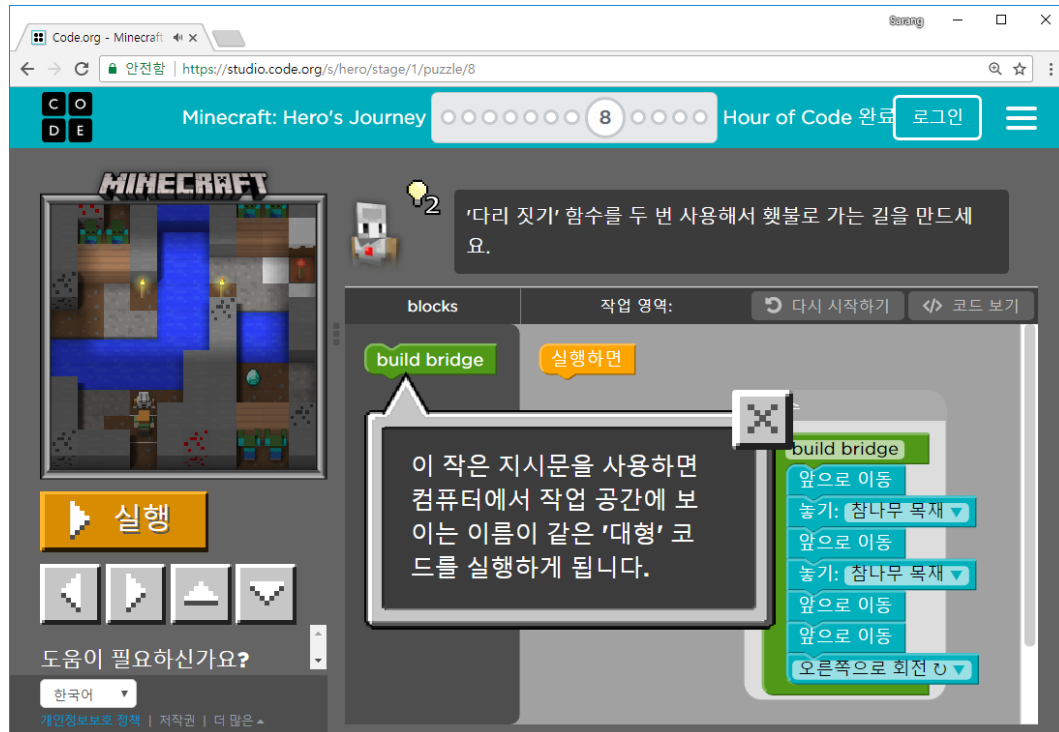 Sarang
Code.org - Minecraft
안전함 | https://studio.code.org/s/hero/stage/1/puzzle/8
C O
D E
Minecraft: Hero's Journey
8
Hour of Code 완료
로그인
MINECRAFT
2
'다리 짓기' 함수를 두 번 사용해서 횃불로 가는 길을 만드세
요.
blocks
작업 영역:
다시 시작하기
</> 코드 보기
build bridge
실행하면
이 작은 지시문을 사용하면
컴퓨터에서 작업 공간에 보
이는 이름이 같은 '대형' 코
드를 실행하게 됩니다.
build bridge
앞으로 이동
놓기: 참나무 목재
앞으로 이동
놓기: 참나무 목재
앞으로 이동
앞으로 이동
오른쪽으로 회전 ↻
실행
도움이 필요하신가요?
한국어
개인정보보호 정책 | 저작권 | 더 많은